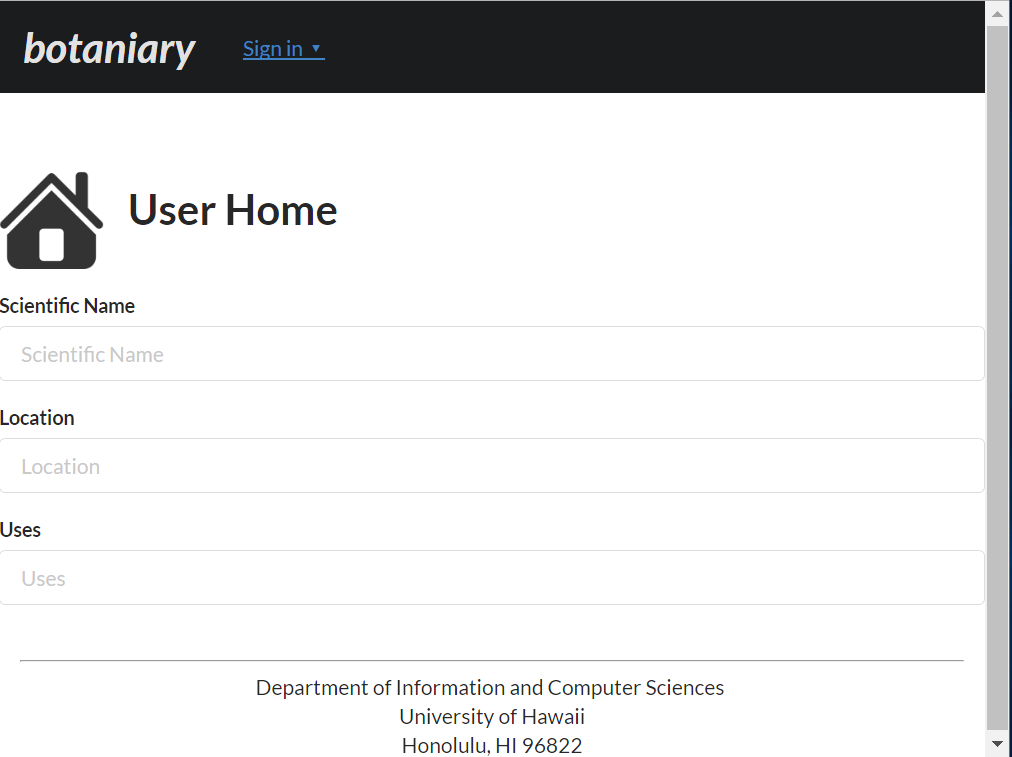 botaniary
Sign in
User Home
Scientific Name
Scientific Name
Location
Location
Uses
Uses
Department of Information and Computer Sciences
University of Hawaii
Honolulu, HI 96822